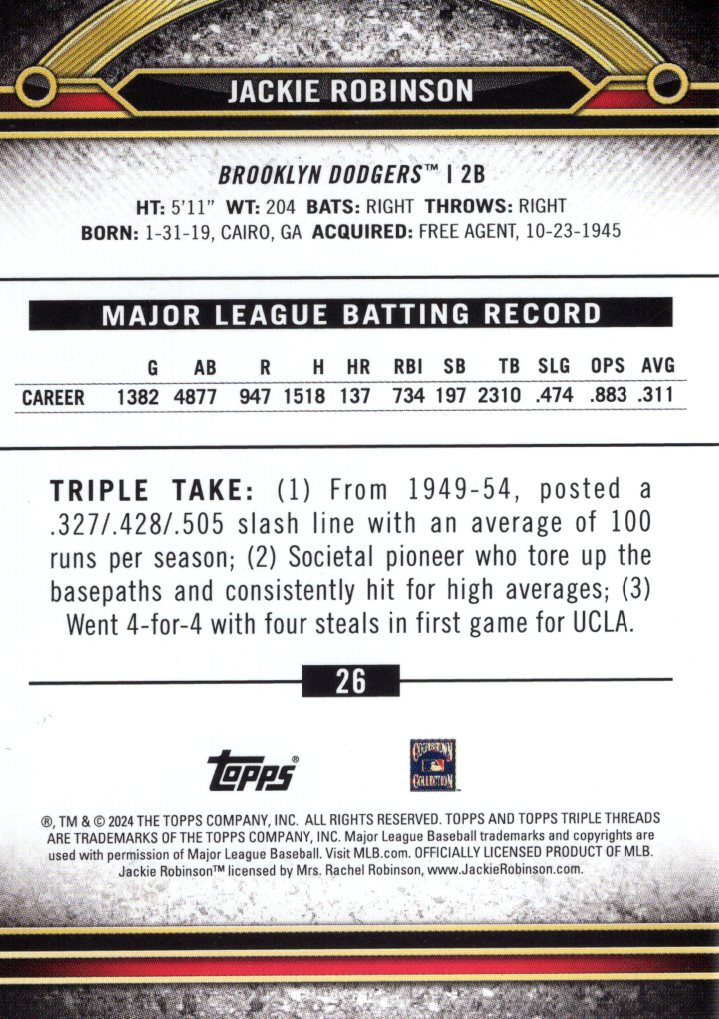 JACKIE ROBINSON
BROOKLYN DODGERS™ | 2B
HT: 5'11" WT: 204 BATS: RIGHT THROWS: RIGHT
BORN: 1-31-19, CAIRO, GA ACQUIRED: FREE AGENT, 10-23-1945
MAJOR LEAGUE BATTING RECORD
G AB R H HR RBI SB TB SLG OPS AVG
CAREER 1382 4877 947 1518 137 734 197 2310 .474 .883 .311
TRIPLE TAKE: (1) From 1949-54, posted a
.327/.428/.505 slash line with an average of 100
runs per season; (2) Societal pioneer who tore up the
basepaths and consistently hit for high averages; (3)
Went 4-for-4 with four steals in first game for UCLA.
26
topps®
COOPERSTOWN
COLLECTION™
®, TM & © 2024 THE TOPPS COMPANY, INC. ALL RIGHTS RESERVED. TOPPS AND TOPPS TRIPLE THREADS
ARE TRADEMARKS OF THE TOPPS COMPANY, INC. Major League Baseball trademarks and copyrights are
used with permission of Major League Baseball. Visit MLB.com. OFFICIALLY LICENSED PRODUCT OF MLB.
Jackie Robinson™ licensed by Mrs. Rachel Robinson, www.JackieRobinson.com.